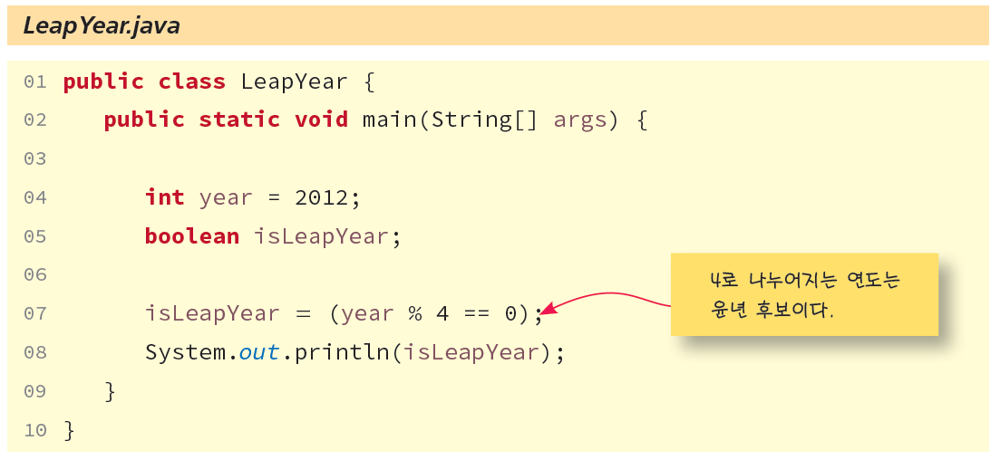 LeapYear.java
01 public class LeapYear {
02 public static void main(String[] args) {
03
04 int year = 2012;
05 boolean isLeapYear;
06
07 isLeapYear = (year % 4 == 0);
08 System.out.println(isLeapYear);
09 }
10 }
4로 나누어지는 연도는
윤년 후보이다.